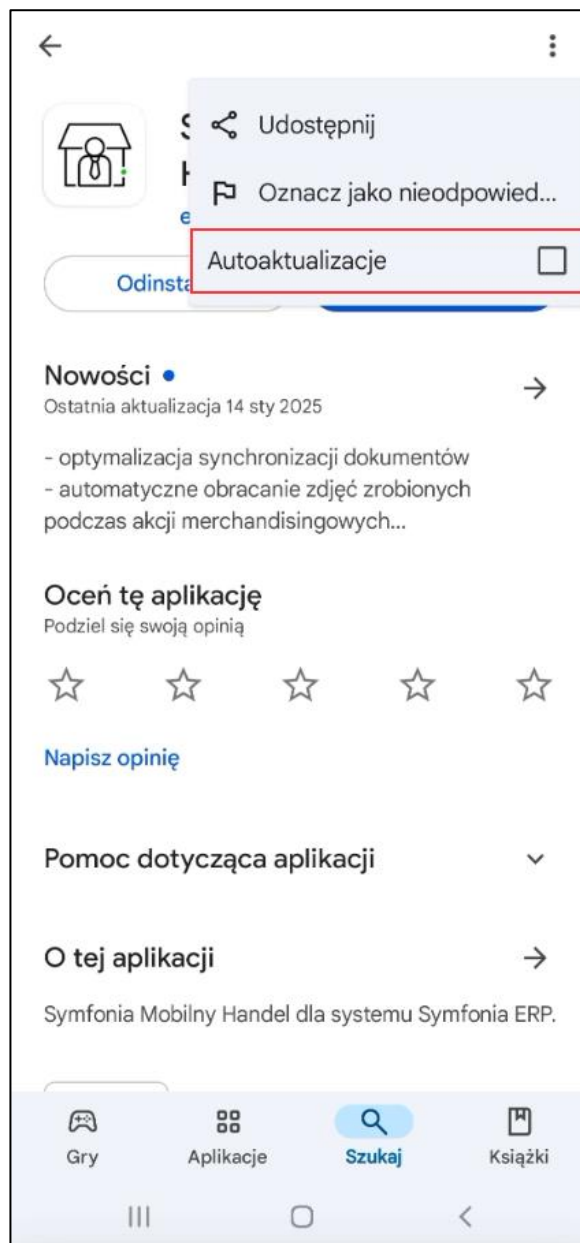 Udostępnij
Oznacz jako nieodpowied...
Autoaktualizacje
Nowości
Ostatnia aktualizacja 14 sty 2025
- optymalizacja synchronizacji dokumentów
- automatyczne obracanie zdjęć zrobionych
podczas akcji merchandisingowych...
Oceń tę aplikację
Podziel się swoją opinią
Napisz opinię
Pomoc dotycząca aplikacji
O tej aplikacji
Symfonia Mobilny Handel dla systemu Symfonia ERP.
Gry Aplikacje Szukaj Książki